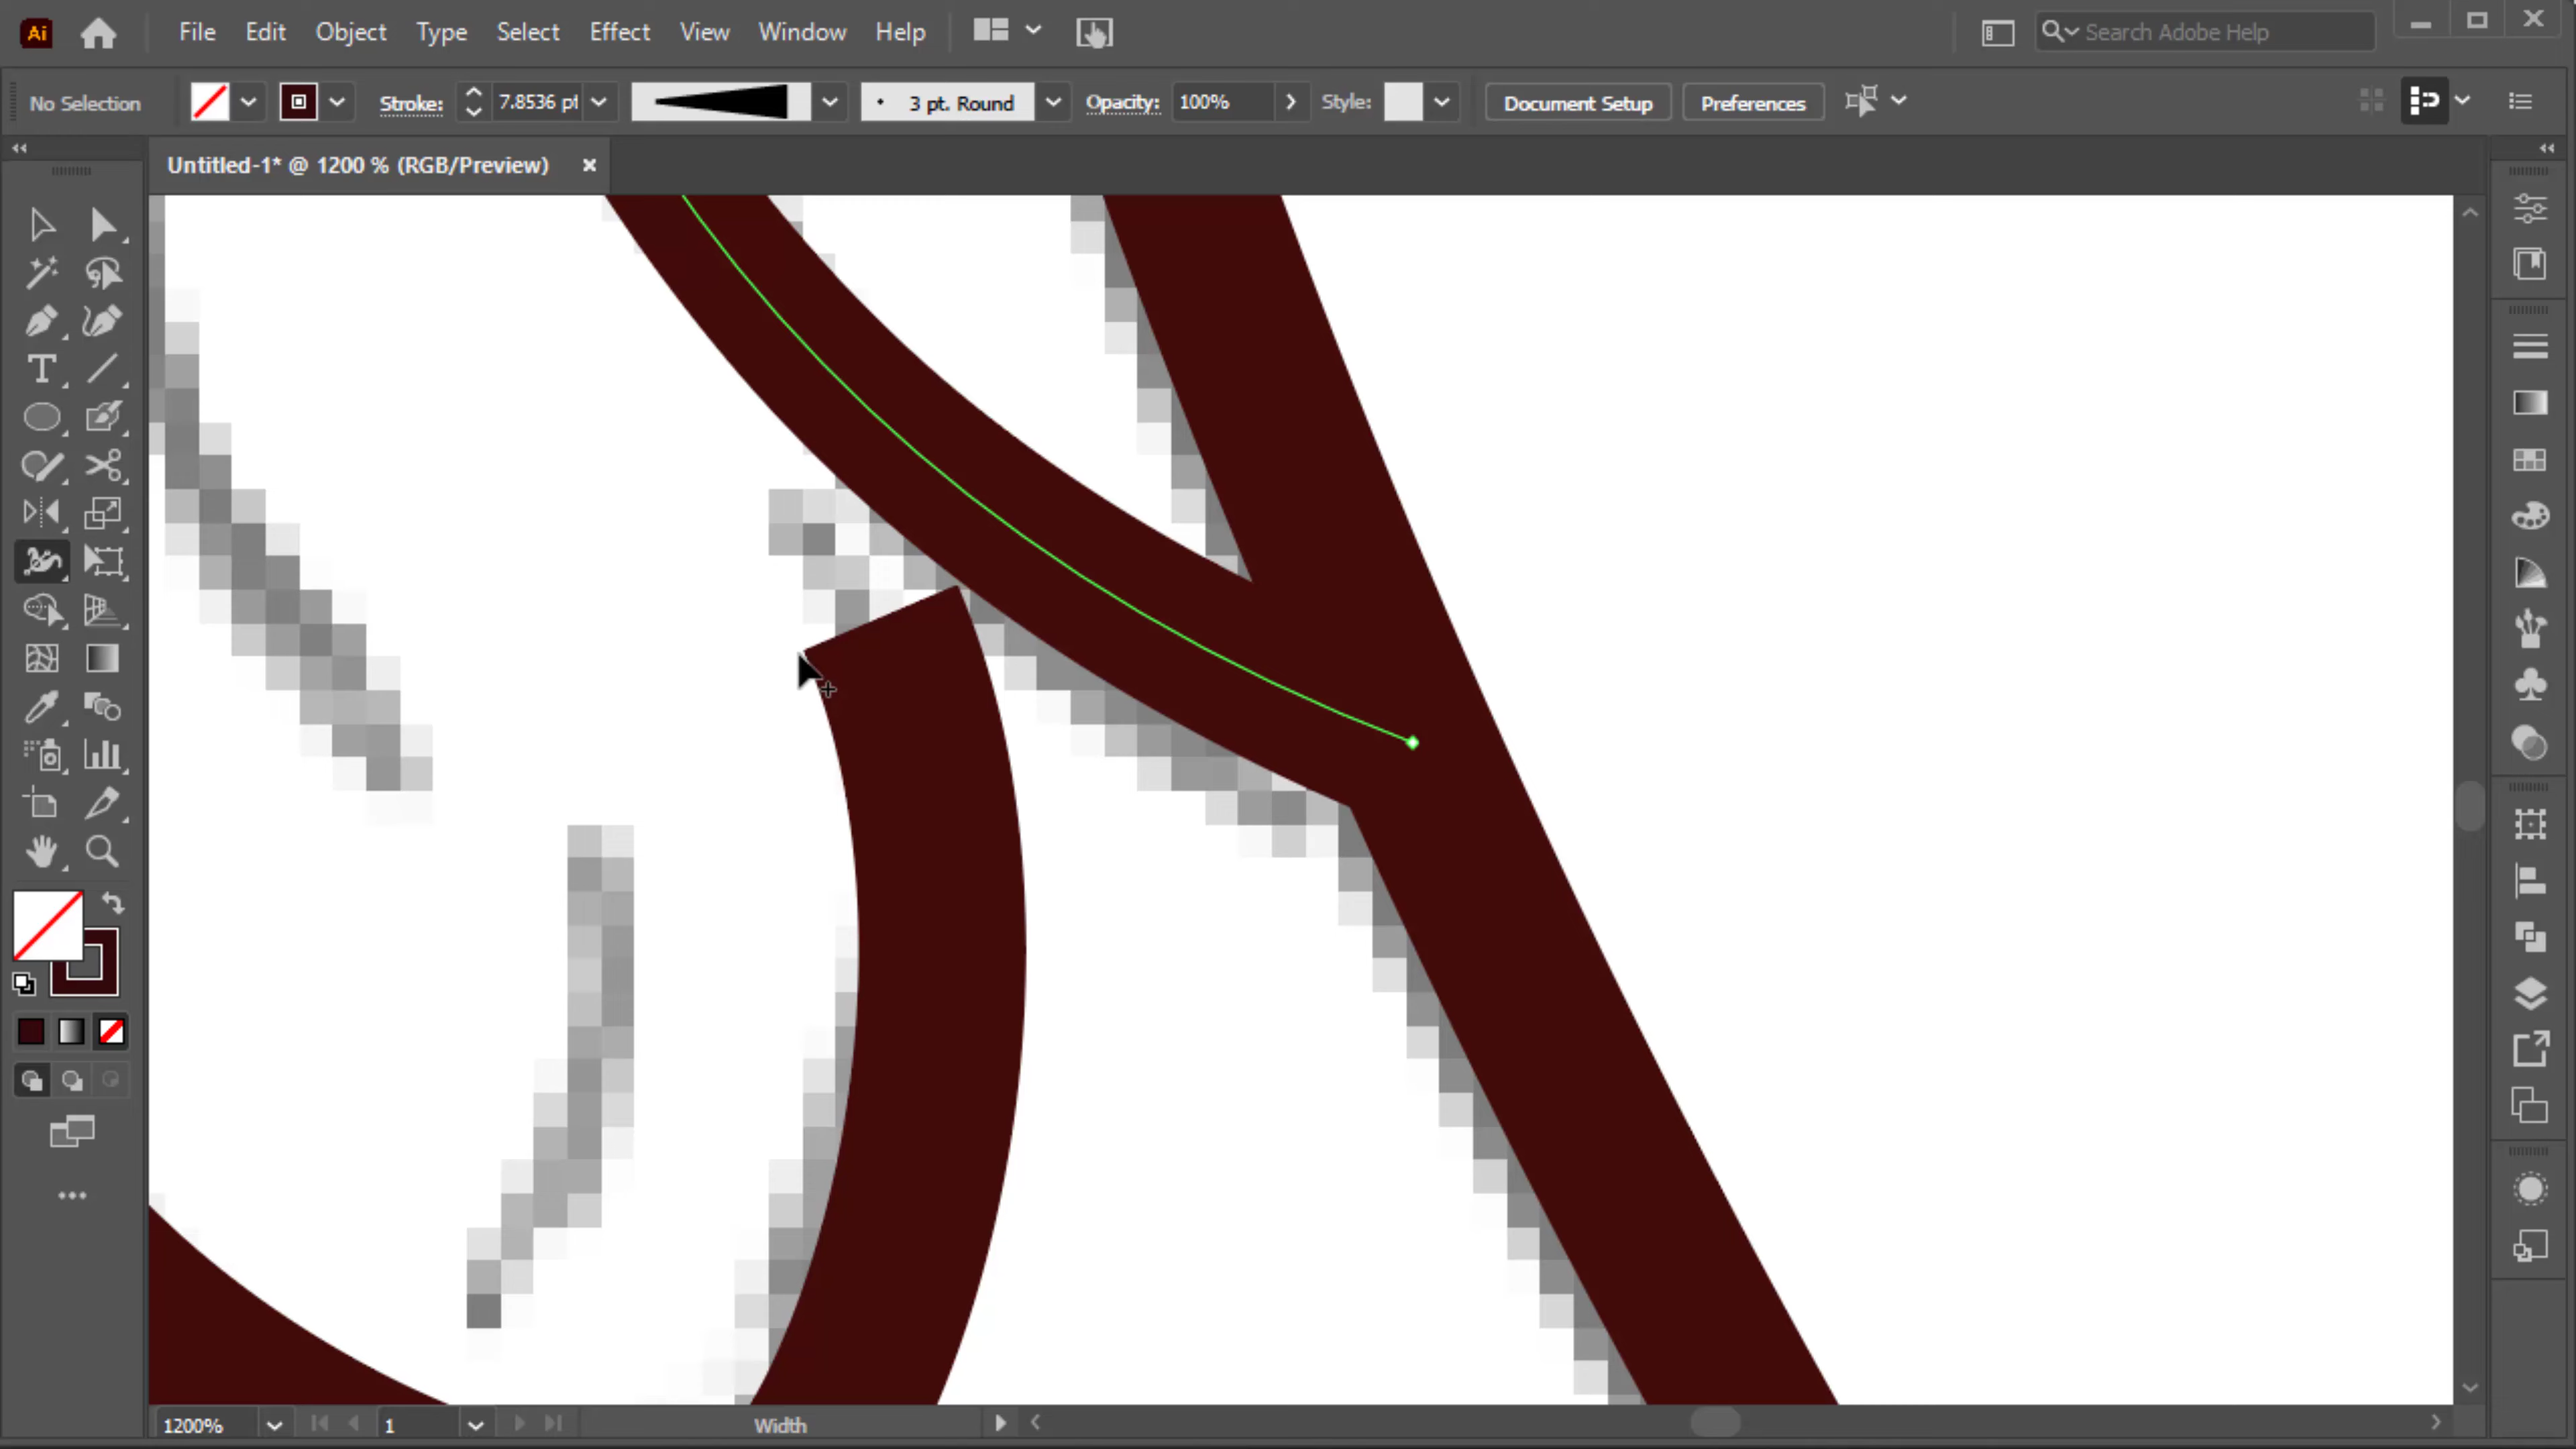 Ai File Edit Object Type Select Effect View Window Help Search Adobe Help
No Selection Stroke: 7.8536 pt 3 pt. Round Opacity: 100% Style: Document Setup Preferences
Untitled-1* @ 1200 % (RGB/Preview)
1200% 1 Width